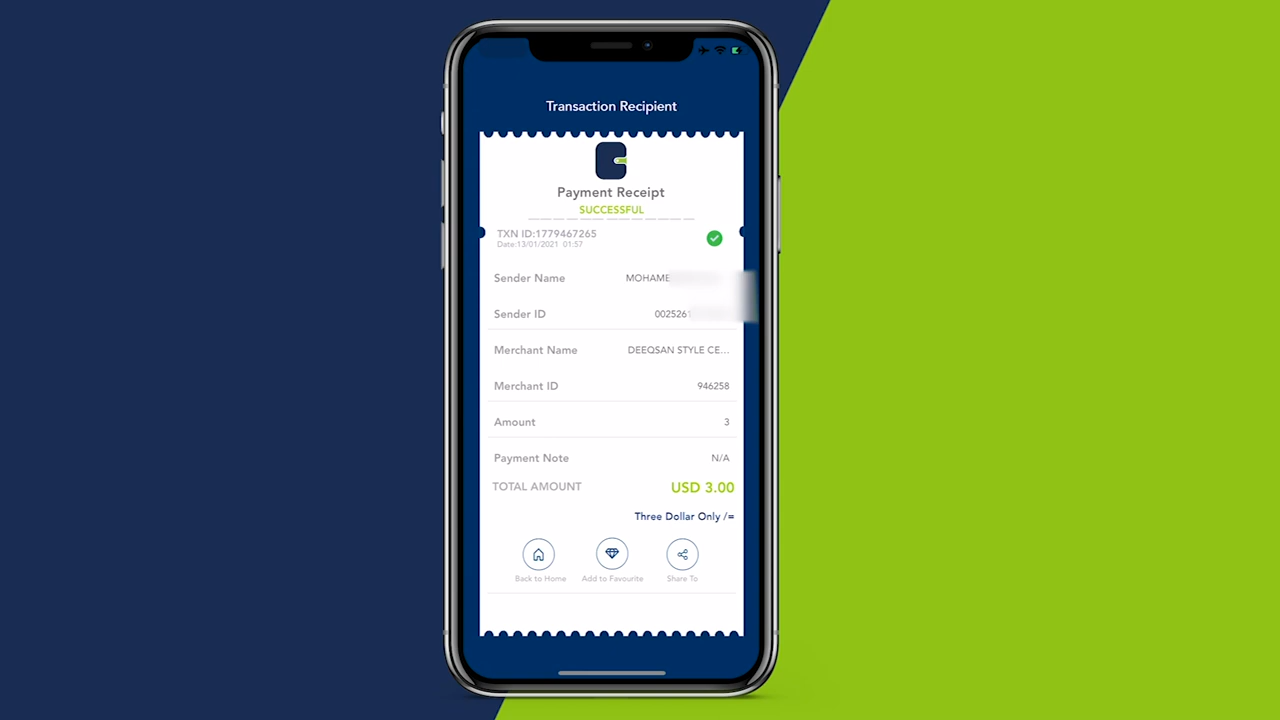 Transaction Recipient
Payment Receipt
SUCCESSFUL
TXN ID:1779467265
Date:13/01/2021 01:57
Sender Name MOHAME
Sender ID 0025261
Merchant Name DEEQSAN STYLE CE...
Merchant ID 946258
Amount 3
Payment Note N/A
TOTAL AMOUNT USD 3.00
Three Dollar Only /=
Back to Home Add to Favourite Share To